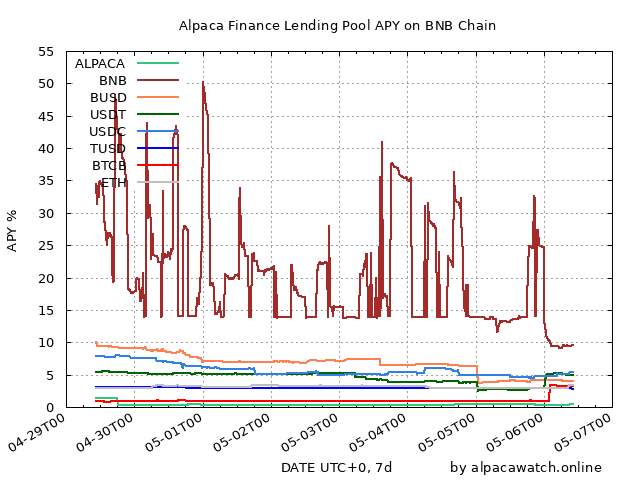 Alpaca Finance Lending Pool APY on BNB Chain
APY %
55
50
45
40
35
30
25
20
15
10
5
0
ALPACA
BNB
BUSD
USDT
USDC
TUSD
BTCB
ETH
04-29T00
04-30T00
05-01T00
05-02T00
05-03T00
05-04T00
05-05T00
05-06T00
05-07T00
DATE UTC+0, 7d
by alpacawatch.online